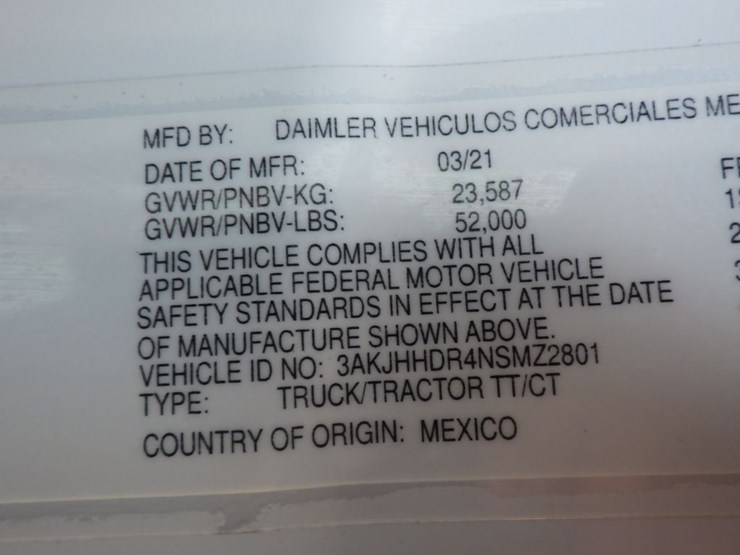 MFD BY: DAIMLER VEHICULOS COMERCIALES ME
DATE OF MFR: 03/21
GVWR/PNBV-KG: 23,587
GVWR/PNBV-LBS: 52,000
THIS VEHICLE COMPLIES WITH ALL
APPLICABLE FEDERAL MOTOR VEHICLE
SAFETY STANDARDS IN EFFECT AT THE DATE
OF MANUFACTURE SHOWN ABOVE.
VEHICLE ID NO: 3AKJHHDR4NSMZ2801
TYPE: TRUCK/TRACTOR TT/CT
COUNTRY OF ORIGIN: MEXICO